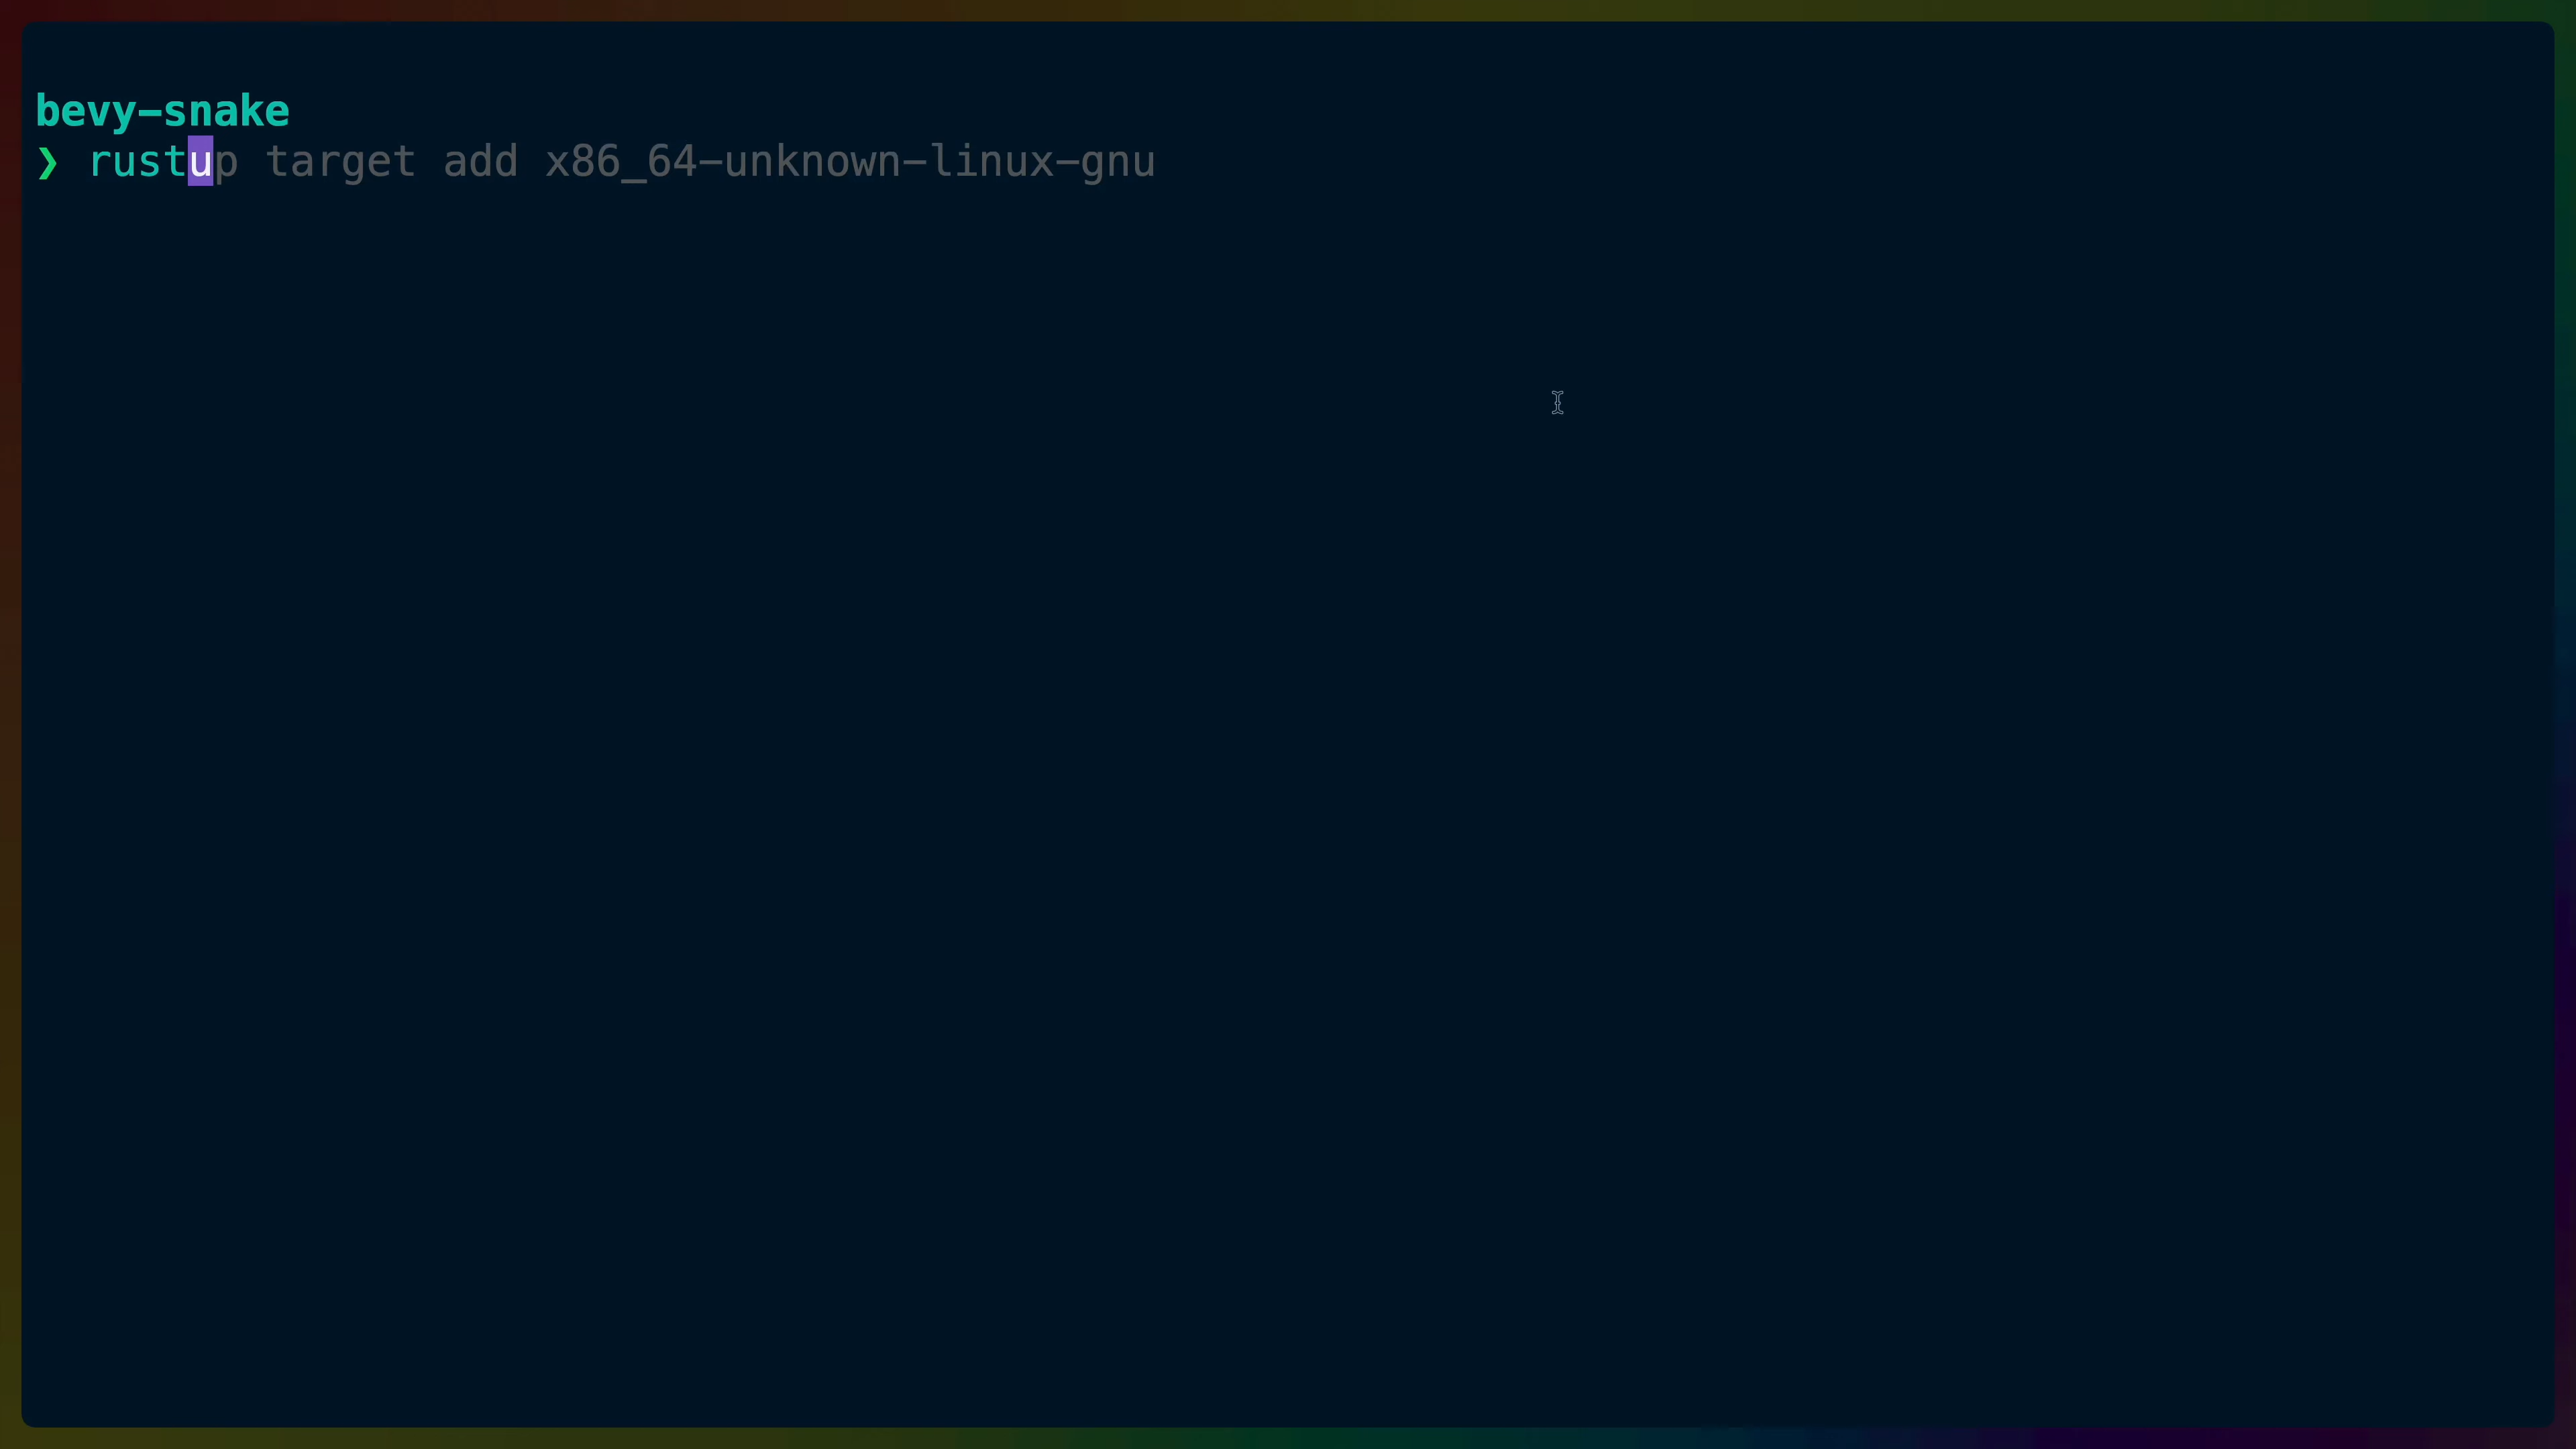 bevy-snake
❯ rustup target add x86_64-unknown-linux-gnu